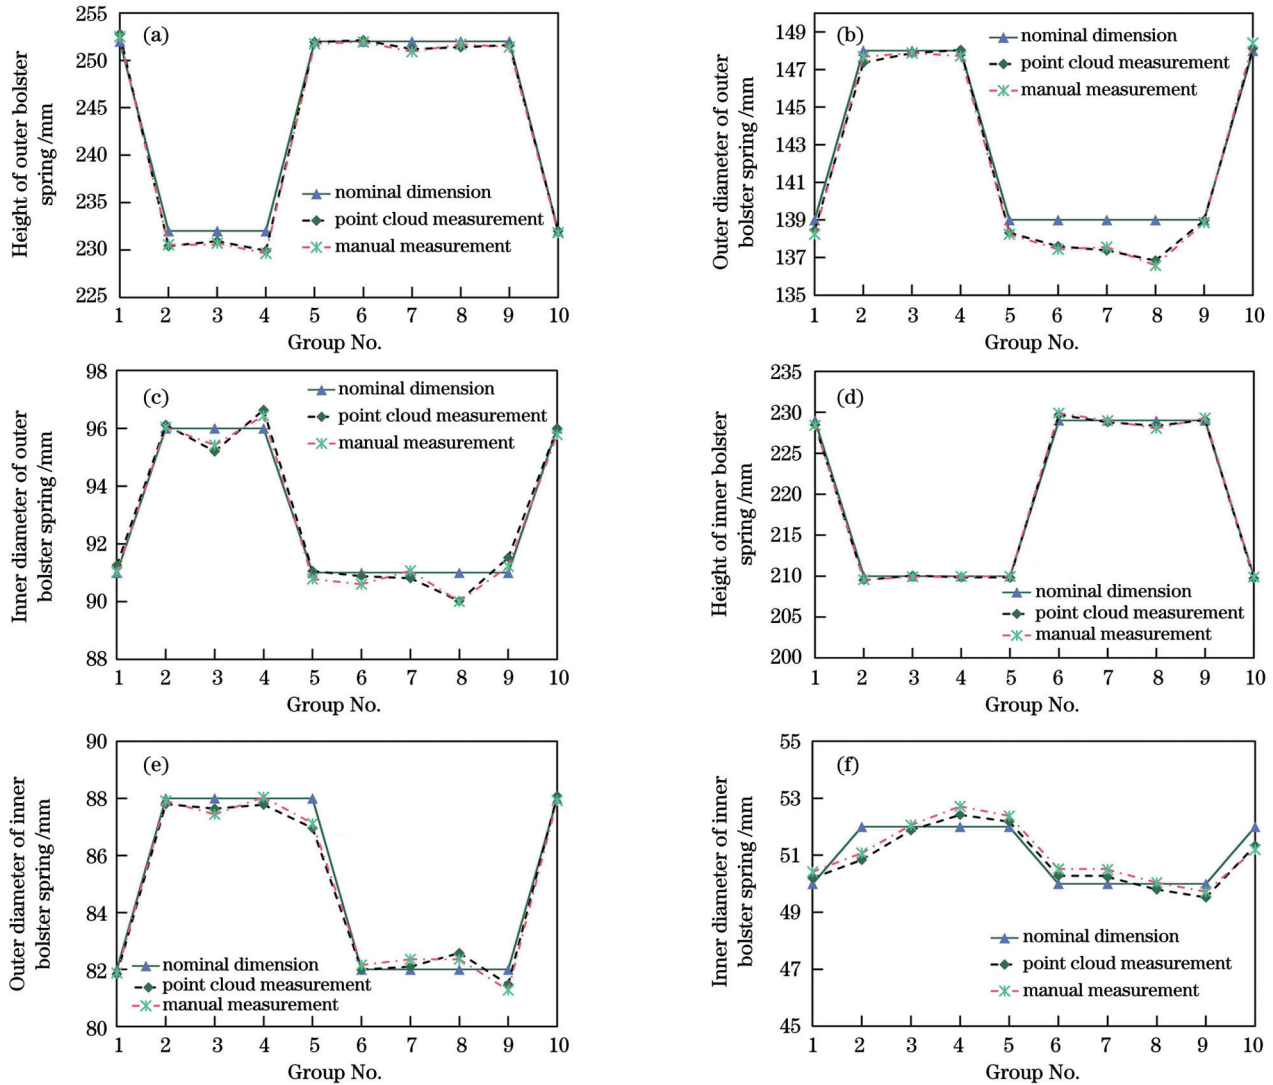 (a)
Height of outer bolster
spring /mm
255
250
245
240
235
230
225
nominal dimension
point cloud measurement
manual measurement
1 2 3 4 5 6 7 8 9 10
Group No.
(b)
Outer diameter of outer
bolster spring /mm
149
147
145
143
141
139
137
135
nominal dimension
point cloud measurement
manual measurement
1 2 3 4 5 6 7 8 9 10
Group No.
(c)
Inner diameter of outer
bolster spring /mm
98
96
94
92
90
88
nominal dimension
point cloud measurement
manual measurement
1 2 3 4 5 6 7 8 9 10
Group No.
(d)
Height of inner bolster
spring /mm
235
230
225
220
215
210
205
200
nominal dimension
point cloud measurement
manual measurement
1 2 3 4 5 6 7 8 9 10
Group No.
(e)
Outer diameter of inner
bolster spring /mm
90
88
86
84
82
80
nominal dimension
point cloud measurement
manual measurement
1 2 3 4 5 6 7 8 9 10
Group No.
(f)
Inner diameter of inner
bolster spring /mm
55
53
51
49
47
45
nominal dimension
point cloud measurement
manual measurement
1 2 3 4 5 6 7 8 9 10
Group No.